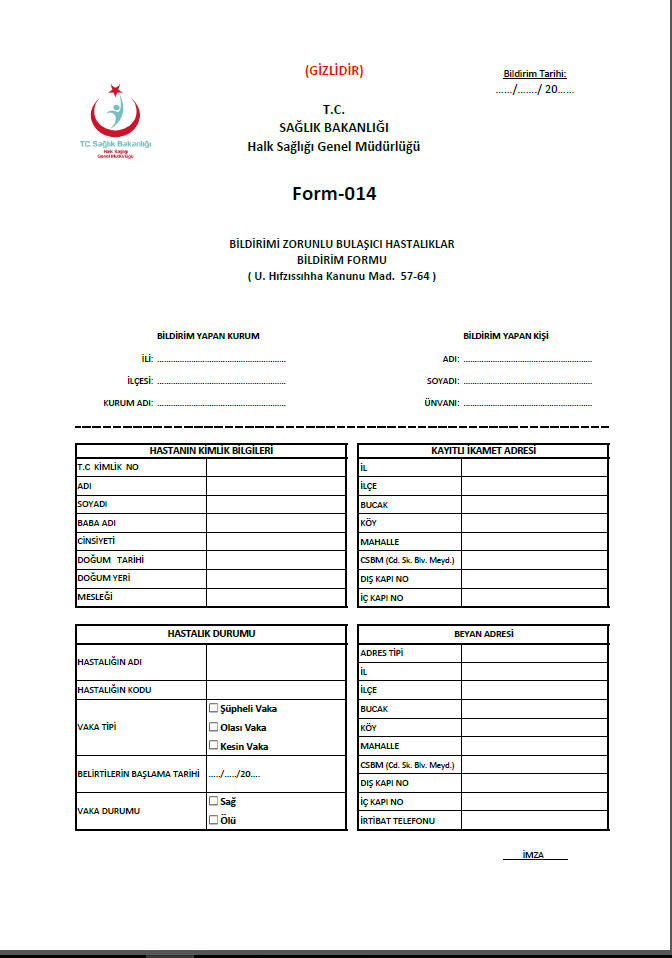 (GİZLİDİR)
Bildirim Tarihi:
....../......./ 20......
T.C.
SAĞLIK BAKANLIĞI
Halk Sağlığı Genel Müdürlüğü
T.C. Sağlık Bakanlığı
Halk Sağlığı
Genel Müdürlüğü
Form-014
BİLDİRİMİ ZORUNLU BULAŞICI HASTALIKLAR
BİLDİRİM FORMU
( U. Hıfzıssıhha Kanunu Mad. 57-64 )
BİLDİRİM YAPAN KURUM
İLİ: ......................................................
İLÇESİ: ......................................................
KURUM ADI: ......................................................
BİLDİRİM YAPAN KİŞİ
ADI: ......................................................
SOYADI: ......................................................
ÜNVANI: ......................................................
HASTANIN KİMLİK BİLGİLERİ
T.C KİMLİK NO
ADI
SOYADI
BABA ADI
CİNSİYETİ
DOĞUM TARİHİ
DOĞUM YERİ
MESLEĞİ
KAYITLI İKAMET ADRESİ
İL
İLÇE
BUCAK
KÖY
MAHALLE
CSBM (Cd. Sk. Blv. Meyd.)
DIŞ KAPI NO
İÇ KAPI NO
HASTALIK DURUMU
HASTALIĞIN ADI
HASTALIĞIN KODU
VAKA TİPİ
Şüpheli Vaka
Olası Vaka
Kesin Vaka
BELİRTİLERİN BAŞLAMA TARİHİ ..../..../20....
VAKA DURUMU
Sağ
Ölü
BEYAN ADRESİ
ADRES TİPİ
İL
İLÇE
BUCAK
KÖY
MAHALLE
CSBM (Cd. Sk. Blv. Meyd.)
DIŞ KAPI NO
İÇ KAPI NO
İRTİBAT TELEFONU
İMZA